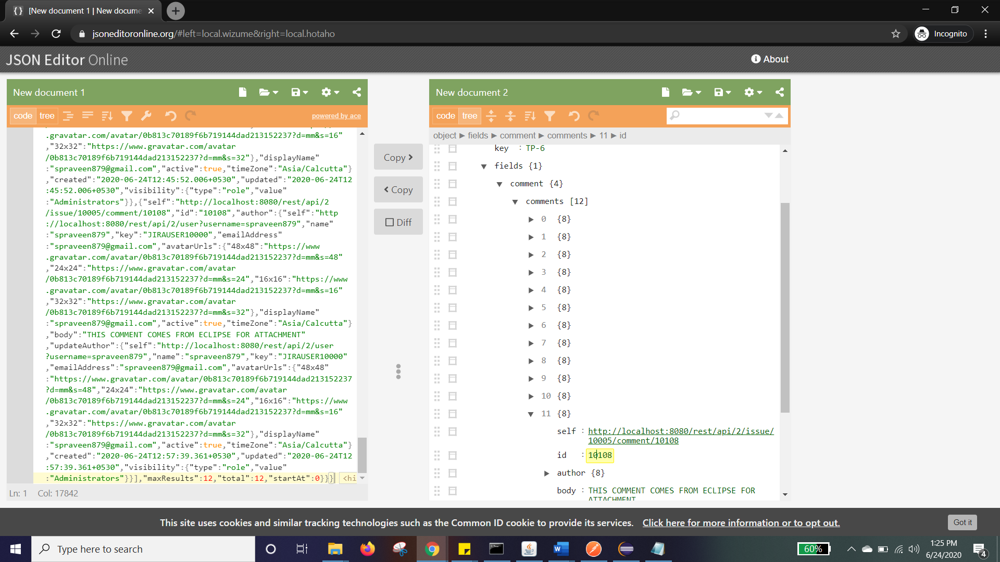 [New document 1 | New docume
jsoneditoronline.org/#left=local.wizume&right=local.hotaho
Incognito
JSON Editor Online
About
New document 1
code tree
powered by ace
.gravatar.com/avatar/0b813c70189f6b719144dad213152237?d=mm&s=16"
,"32x32":"https://www.gravatar.com/avatar
/0b813c70189f6b719144dad213152237?d=mm&s=32"},"displayName"
:"spraveen879@gmail.com","active":true,"timeZone":"Asia/Calcutta"}
,"created":"2020-06-24T12:45:52.006+0530","updated":"2020-06-24T12
:45:52.006+0530","visibility":{"type":"role","value"
:"Administrators"}},{"self":"http://localhost:8080/rest/api/2
/issue/10005/comment/10108","id":"10108","author":{"self":"http
://localhost:8080/rest/api/2/user?username=spraveen879","name"
:"spraveen879","key":"JIRAUSER10000","emailAddress"
:"spraveen879@gmail.com","avatarUrls":{"48x48":"https://www
.gravatar.com/avatar/0b813c70189f6b719144dad213152237?d=mm&s=48"
,"24x24":"https://www.gravatar.com/avatar
/0b813c70189f6b719144dad213152237?d=mm&s=24","16x16":"https://www
.gravatar.com/avatar/0b813c70189f6b719144dad213152237?d=mm&s=16"
,"32x32":"https://www.gravatar.com/avatar
/0b813c70189f6b719144dad213152237?d=mm&s=32"},"displayName"
:"spraveen879@gmail.com","active":true,"timeZone":"Asia/Calcutta"}
,"body":"THIS COMMENT COMES FROM ECLIPSE FOR ATTACHMENT"
,"updateAuthor":{"self":"http://localhost:8080/rest/api/2/user
?username=spraveen879","name":"spraveen879","key":"JIRAUSER10000"
,"emailAddress":"spraveen879@gmail.com","avatarUrls":{"48x48"
:"https://www.gravatar.com/avatar/0b813c70189f6b719144dad213152237
?d=mm&s=48","24x24":"https://www.gravatar.com/avatar
/0b813c70189f6b719144dad213152237?d=mm&s=24","16x16":"https://www
.gravatar.com/avatar/0b813c70189f6b719144dad213152237?d=mm&s=16"
,"32x32":"https://www.gravatar.com/avatar
/0b813c70189f6b719144dad213152237?d=mm&s=32"},"displayName"
:"spraveen879@gmail.com","active":true,"timeZone":"Asia/Calcutta"}
,"created":"2020-06-24T12:57:39.361+0530","updated":"2020-06-24T12
:57:39.361+0530","visibility":{"type":"role","value"
:"Administrators"}}],"maxResults":12,"total":12,"startAt":0}}} <hi
Ln: 1 Col: 17842
Copy
Copy
Diff
New document 2
code tree
object ► fields ► comment ► comments ► 11 ► id
key : TP-6
fields {1}
comment {4}
comments [12]
0 {8}
1 {8}
2 {8}
3 {8}
4 {8}
5 {8}
6 {8}
7 {8}
8 {8}
9 {8}
10 {8}
11 {8}
self : http://localhost:8080/rest/api/2/issue/
10005/comment/10108
id : 10108
author {8}
body : THIS COMMENT COMES FROM ECLIPSE FOR
ATTACHMENT
This site uses cookies and similar tracking technologies such as the Common ID cookie to provide its services. Click here for more information or to opt out.
Got it
Type here to search
60%
1:25 PM
6/24/2020
4